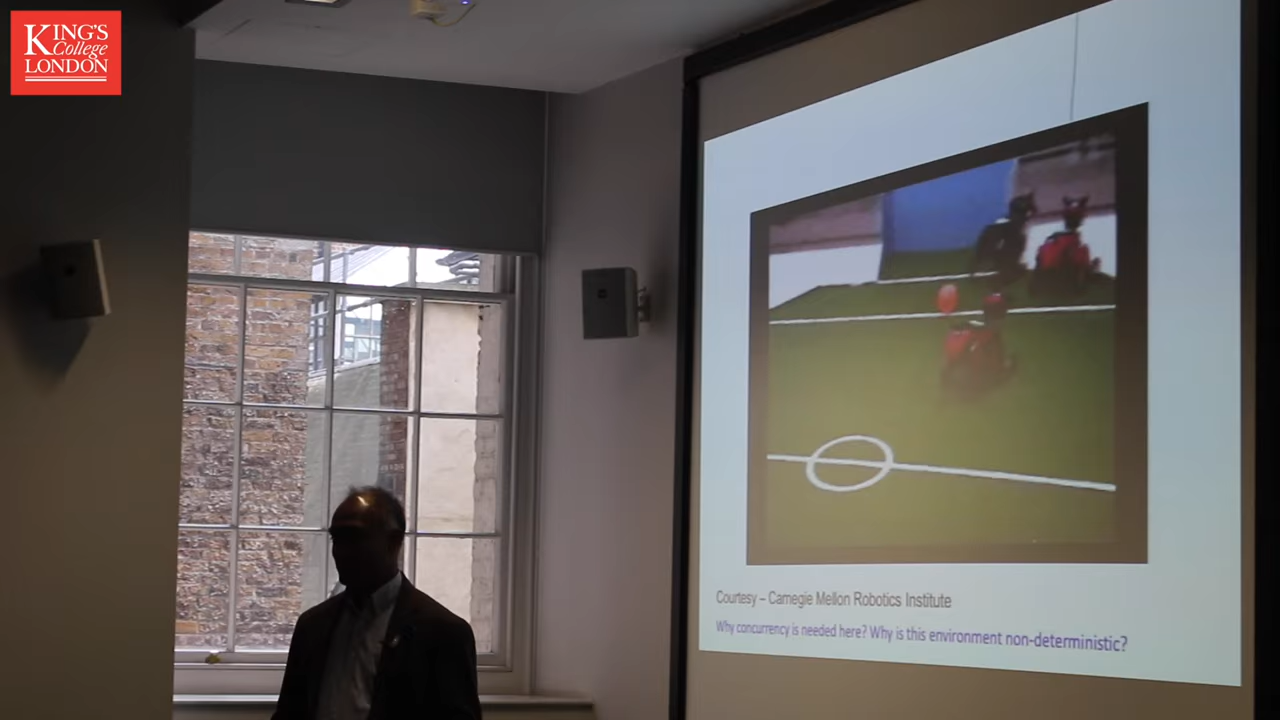 KING'S
College
LONDON
Courtesy – Carnegie Mellon Robotics Institute
Why concurrency is needed here? Why is this environment non-deterministic?